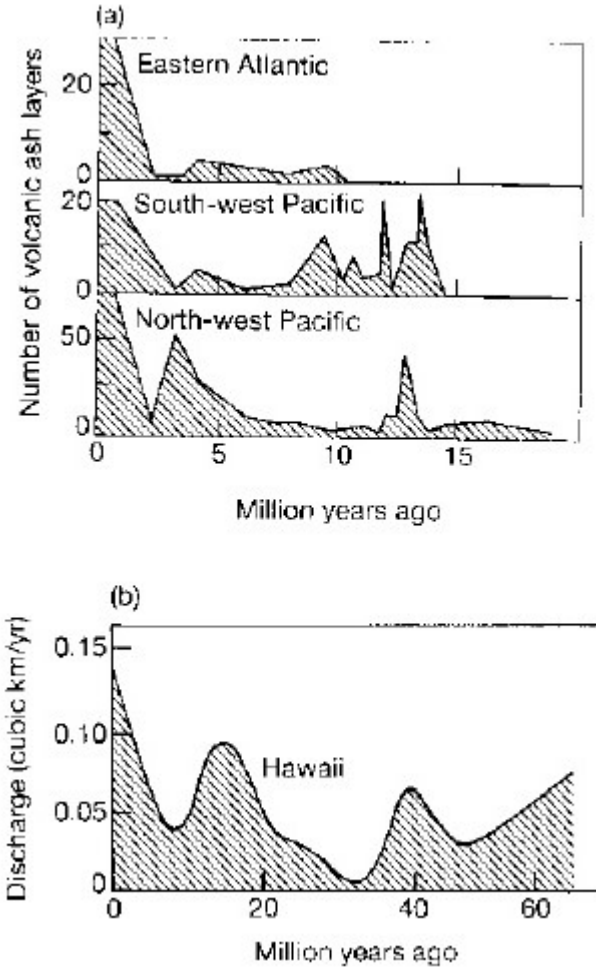 (a)
Eastern Atlantic
20
0
South-west Pacific
20
0
North-west Pacific
50
0
Number of volcanic ash layers
0 5 10 15
Million years ago
(b)
0.15
0.10
0.05
0
Discharge (cubic km/yr)
Hawaii
0 20 40 60
Million years ago